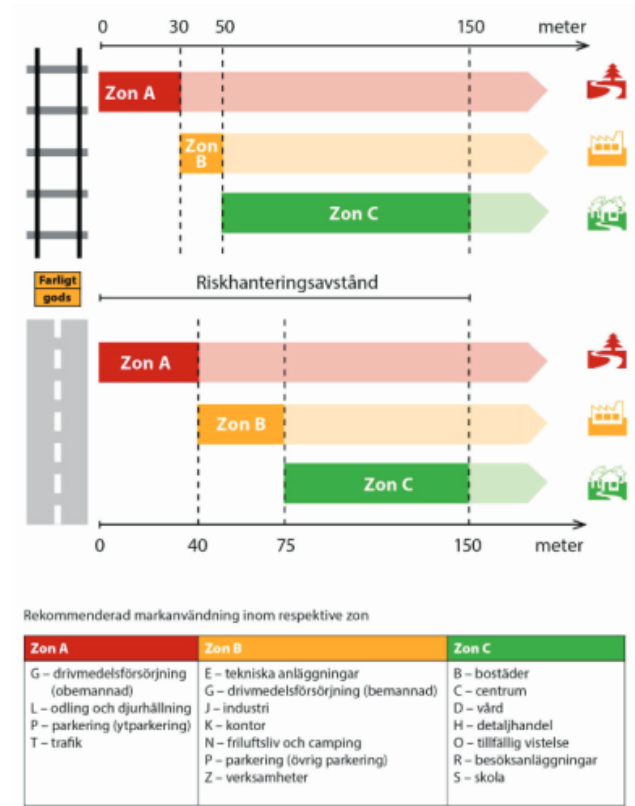 0 30 50 150 meter
Zon A
Zon
B
Zon C
Farligt
gods
Riskhanteringsavstånd
Zon A
Zon B
Zon C
0 40 75 150 meter
Rekommenderad markanvändning inom respektive zon
Zon A
G – drivmedelsförsörjning
(obemannad)
L – odling och djurhållning
P – parkering (ytparkering)
T – trafik
Zon B
E – tekniska anläggningar
G – drivmedelsförsörjning (bemannad)
J – industri
K – kontor
N – friluftsliv och camping
P – parkering (övrig parkering)
Z – verksamheter
Zon C
B – bostäder
C – centrum
D – vård
H – detaljhandel
O – tillfällig vistelse
R – besöksanläggningar
S – skola